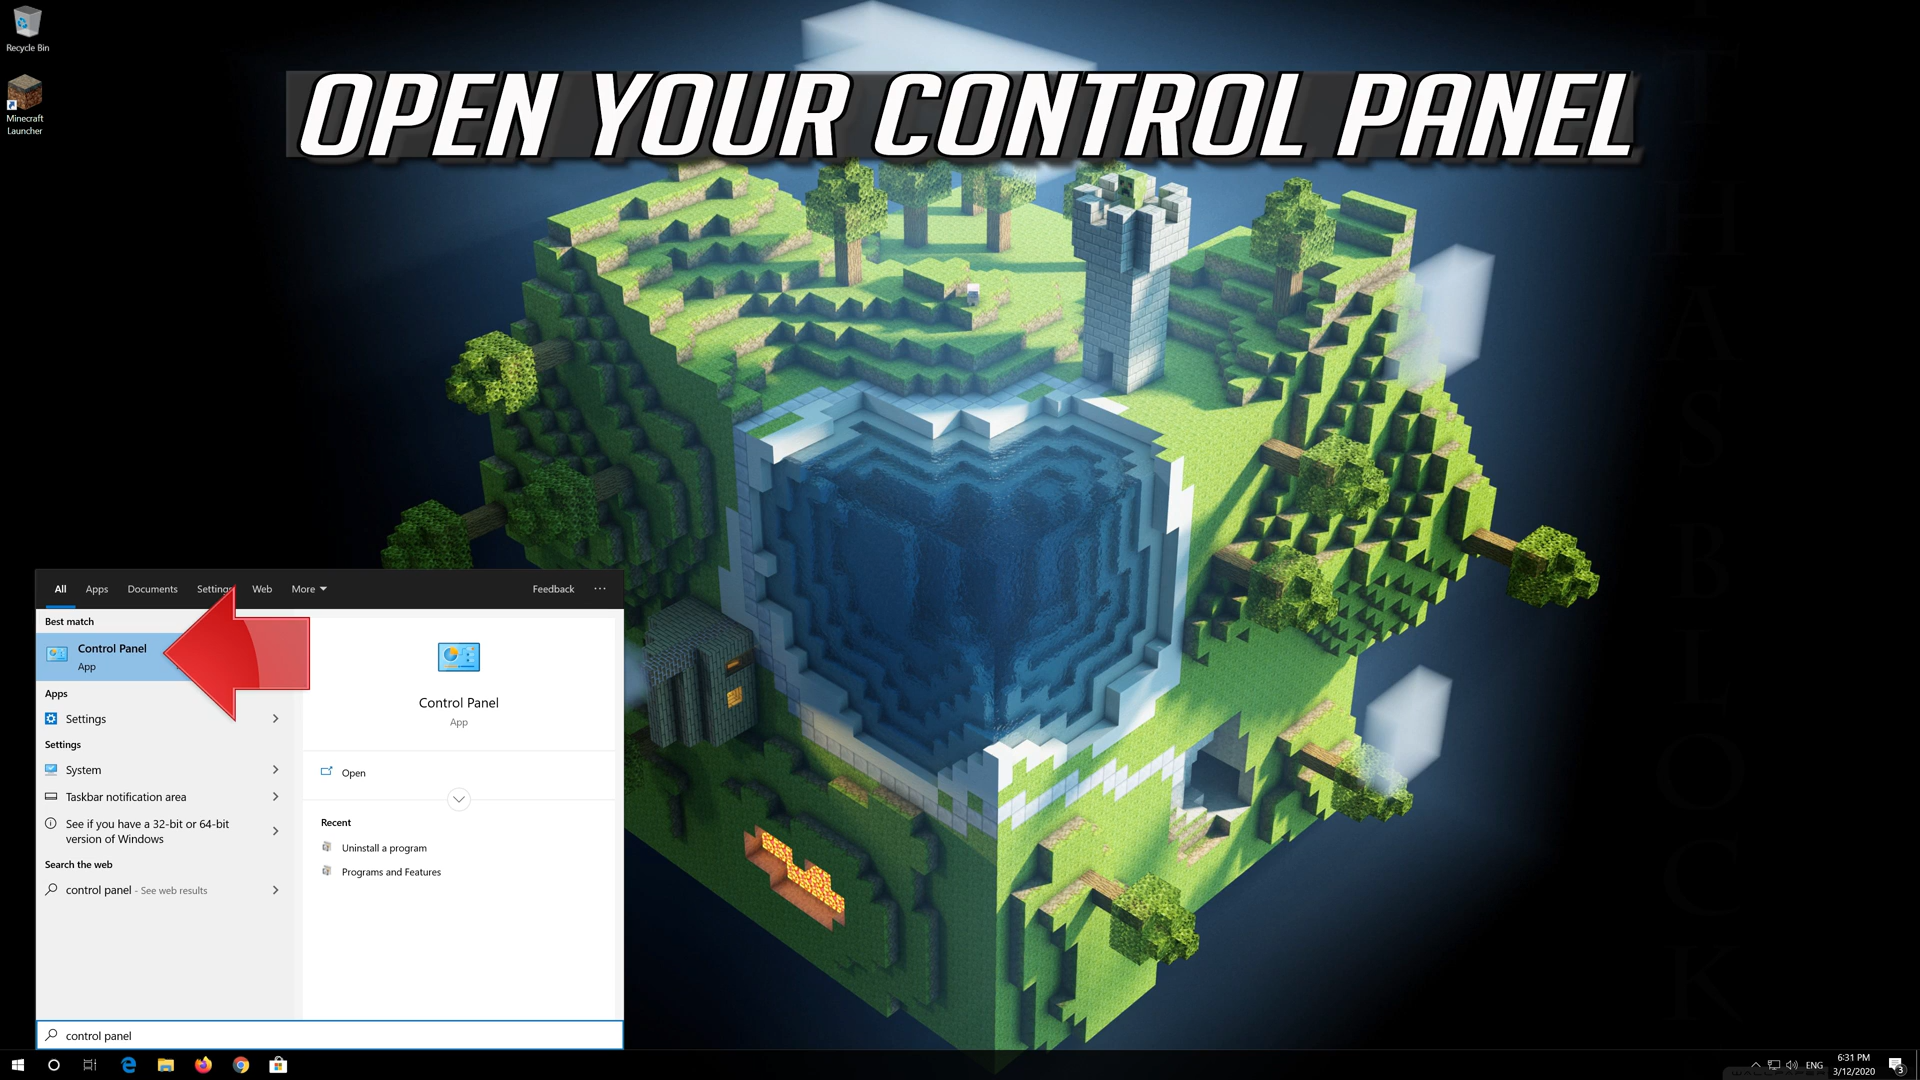 Recycle Bin
Minecraft
Launcher
OPEN YOUR CONTROL PANEL
THASBLOCK
All Apps Documents Settings Web More Feedback ...
Best match
Control Panel
App
Apps
Settings
Settings
System
Taskbar notification area
See if you have a 32-bit or 64-bit
version of Windows
Search the web
control panel - See web results
Control Panel
App
Open
Recent
Uninstall a program
Programs and Features
control panel
ENG
6:31 PM
3/12/2020
3